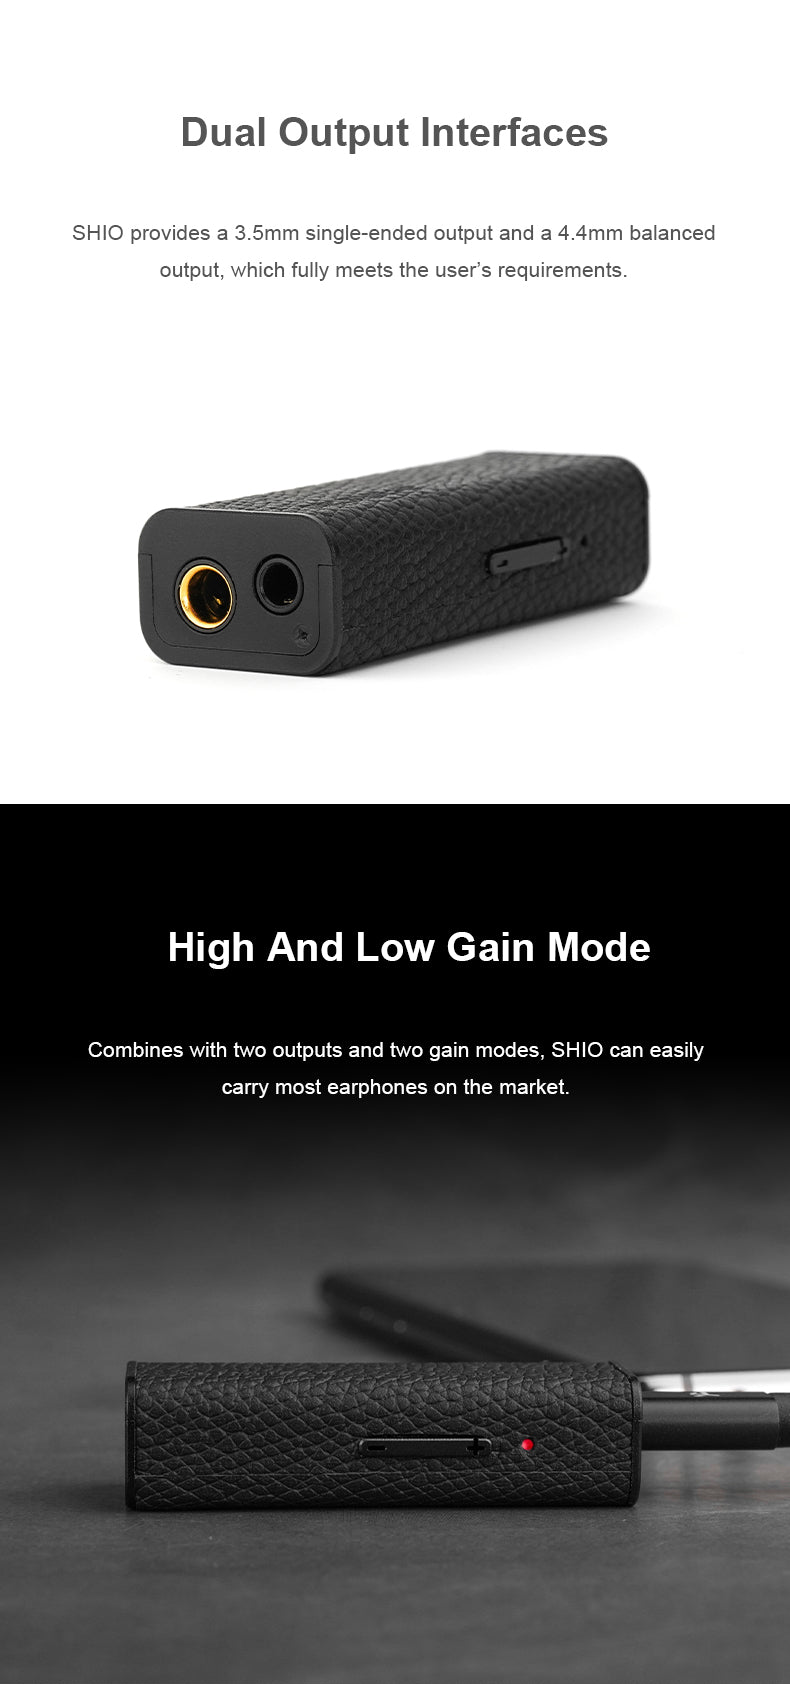 Dual Output Interfaces
SHIO provides a 3.5mm single-ended output and a 4.4mm balanced
output, which fully meets the user’s requirements.
High And Low Gain Mode
Combines with two outputs and two gain modes, SHIO can easily
carry most earphones on the market.